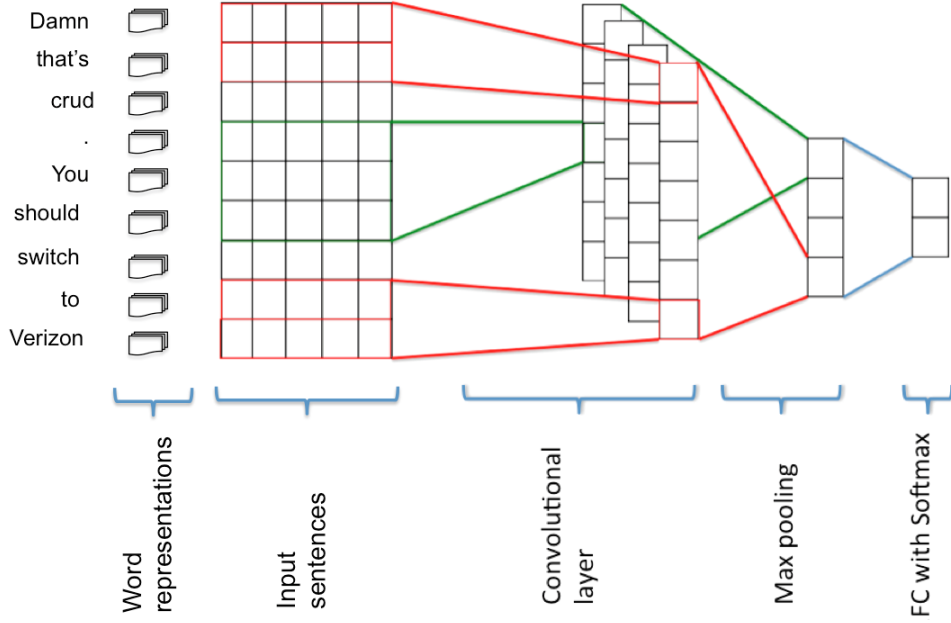 Damn
that's
crud
.
You
should
switch
to
Verizon
Word
representations
Input
sentences
Convolutional
layer
Max pooling
FC with Softmax